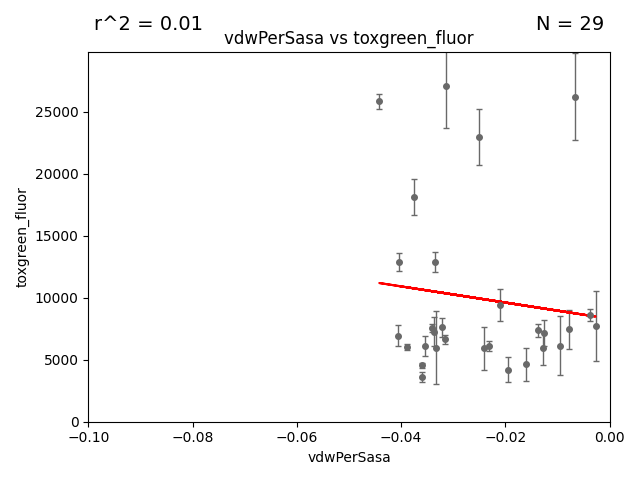 r^2 = 0.01
N = 29
vdwPerSasa vs toxgreen_fluor
25000
20000
15000
10000
5000
0
toxgreen_fluor
−0.10
−0.08
−0.06
−0.04
−0.02
0.00
vdwPerSasa